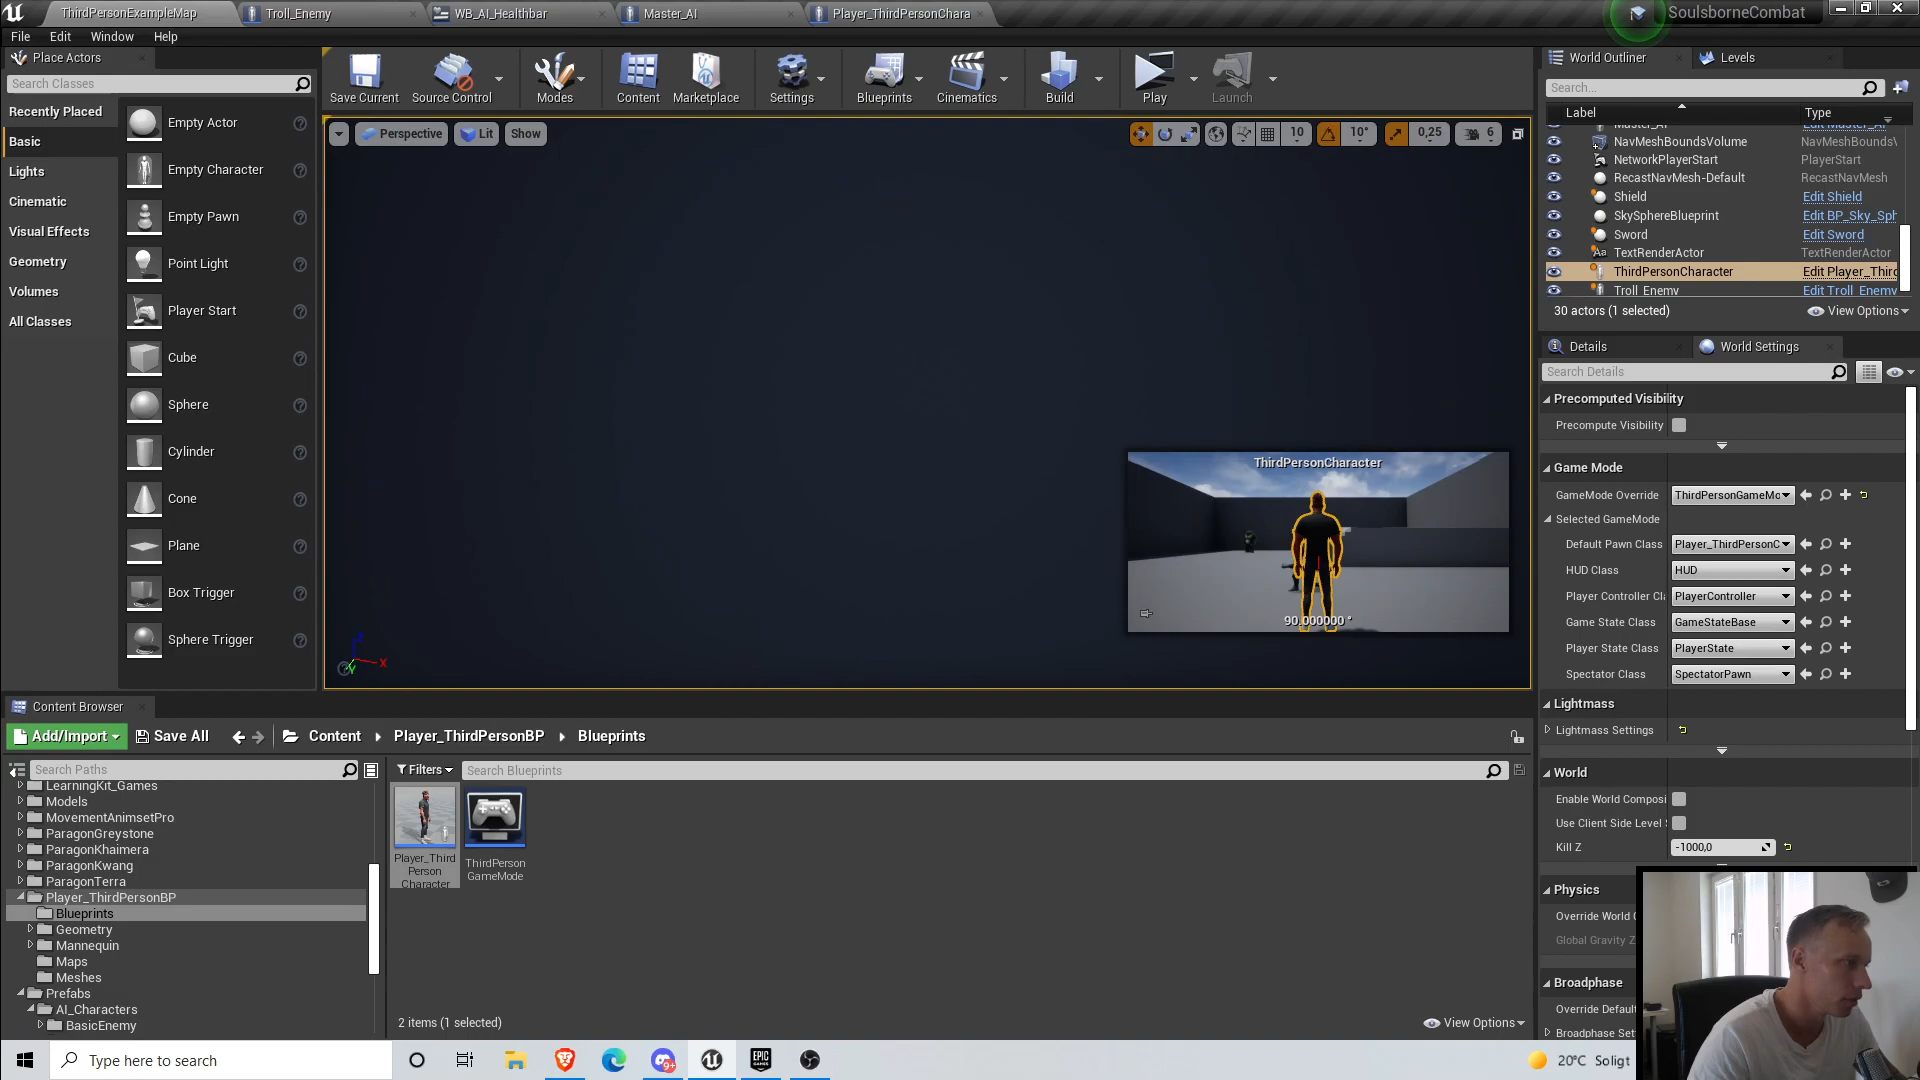 ThirdPersonExampleMap
Troll_Enemy
WB_AI_Healthbar
Master_AI
Player_ThirdPersonChara
SoulsborneCombat
File Edit Window Help
Place Actors
Search Classes
Recently Placed
Basic
Lights
Cinematic
Visual Effects
Geometry
Volumes
All Classes
Empty Actor
Empty Character
Empty Pawn
Point Light
Player Start
Cube
Sphere
Cylinder
Cone
Plane
Box Trigger
Sphere Trigger
Save Current
Source Control
Modes
Content
Marketplace
Settings
Blueprints
Cinematics
Build
Play
Launch
Perspective Lit Show
10 10° 0,25 6
ThirdPersonCharacter
90.000000 °
X
World Outliner
Levels
Search...
Label Type
NavMeshBoundsVolume NavMeshBoundsV
NetworkPlayerStart PlayerStart
RecastNavMesh-Default RecastNavMesh
Shield Edit Shield
SkySphereBlueprint Edit BP_Sky_Sph
Sword Edit Sword
TextRenderActor TextRenderActor
ThirdPersonCharacter Edit Player_Third
Troll_Enemy Edit Troll_Enemy
30 actors (1 selected) View Options
Details
World Settings
Search Details
Precomputed Visibility
Precompute Visibility
Game Mode
GameMode Override ThirdPersonGameMo
Selected GameMode
Default Pawn Class Player_ThirdPersonC
HUD Class HUD
Player Controller Cla PlayerController
Game State Class GameStateBase
Player State Class PlayerState
Spectator Class SpectatorPawn
Lightmass
Lightmass Settings
World
Enable World Composi
Use Client Side Level
Kill Z -1000,0
Physics
Override World G
Global Gravity Z
Broadphase
Override Default
Broadphase Set
Content Browser
Add/Import Save All Content Player_ThirdPersonBP Blueprints
Search Paths
Filters
Search Blueprints
LearningKit_Games
Models
MovementAnimsetPro
ParagonGreystone
ParagonKhaimera
ParagonKwang
ParagonTerra
Player_ThirdPersonBP
Blueprints
Geometry
Mannequin
Maps
Meshes
Prefabs
AI_Characters
BasicEnemy
Player_Third
Person
Character
ThirdPerson
GameMode
2 items (1 selected)
View Options
Type here to search
EPIC
GAMES
20°C Soligt